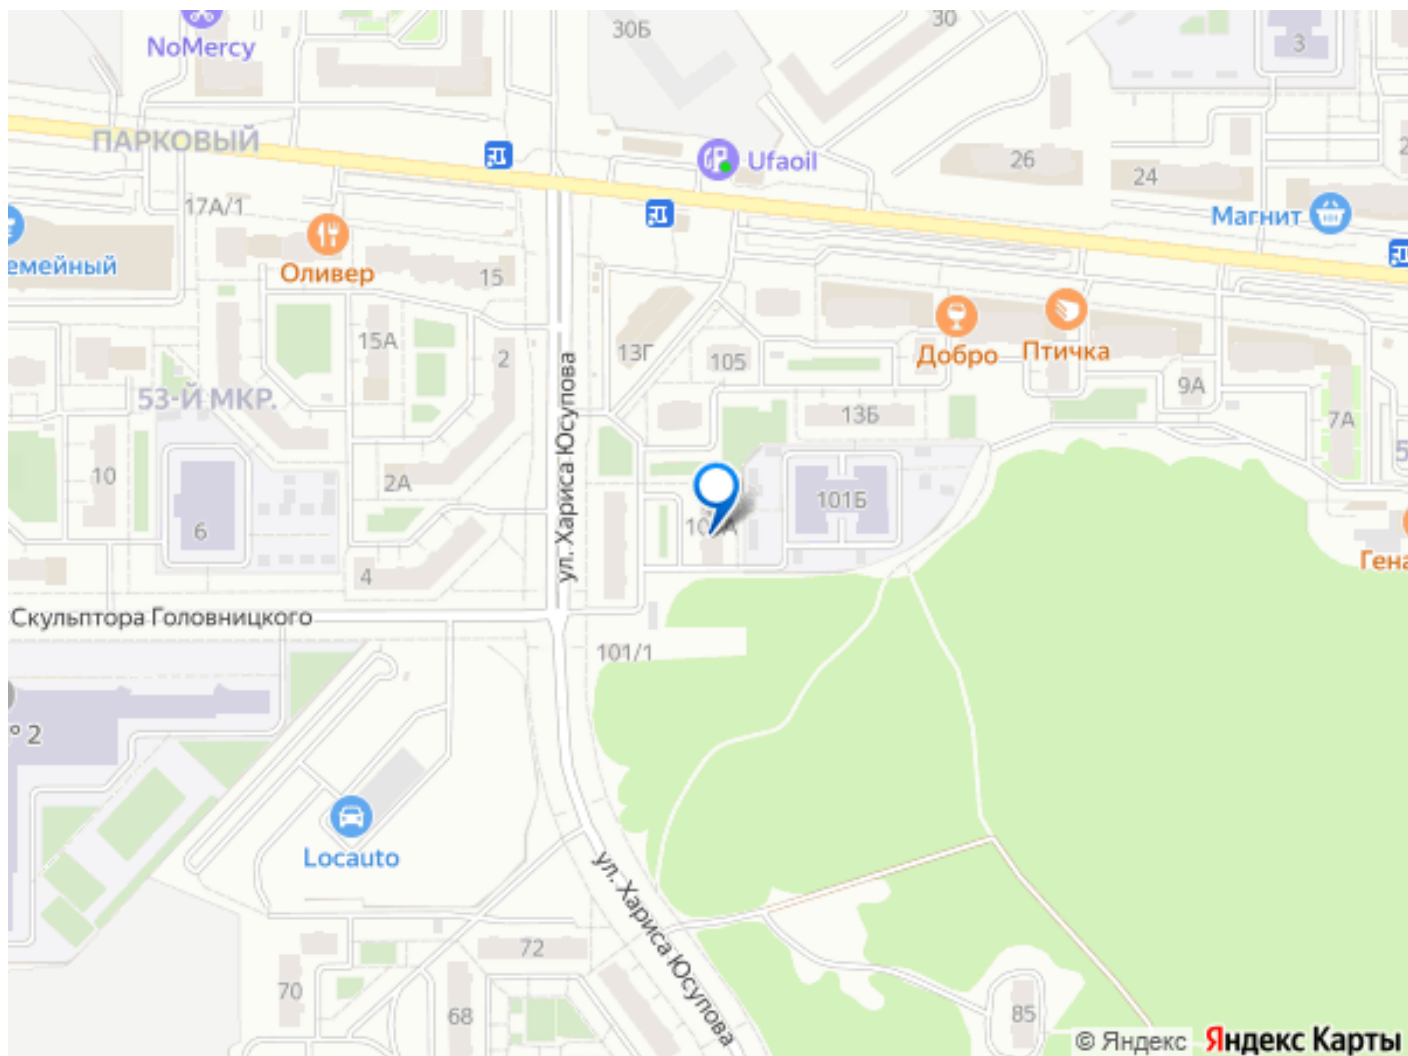 30Б
30
3
NoMercy
ПАРКОВЫЙ
Ufaoil
26
24
17А/1
Магнит
Оливер
15
емейный
15А
2
13Г
105
Добро
Птичка
9А
53-Й МКР.
13Б
7А
10
2А
ул. Хариса Юсупова
101Б
6
4
Гена
Скульптора Головницкого
101/1
° 2
Locauto
ул. Хариса Юсупова
72
70
68
85
© Яндекс Яндекс Карты